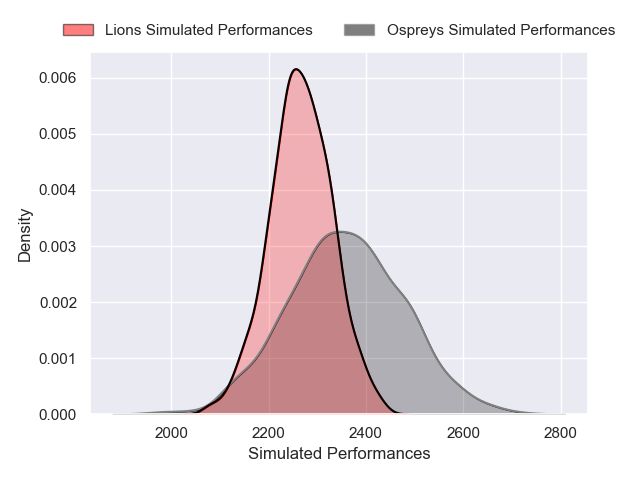 Lions Simulated Performances Ospreys Simulated Performances
0.006
0.005
0.004
0.003
0.002
0.001
0.000
Density
2000 2200 2400 2600 2800
Simulated Performances